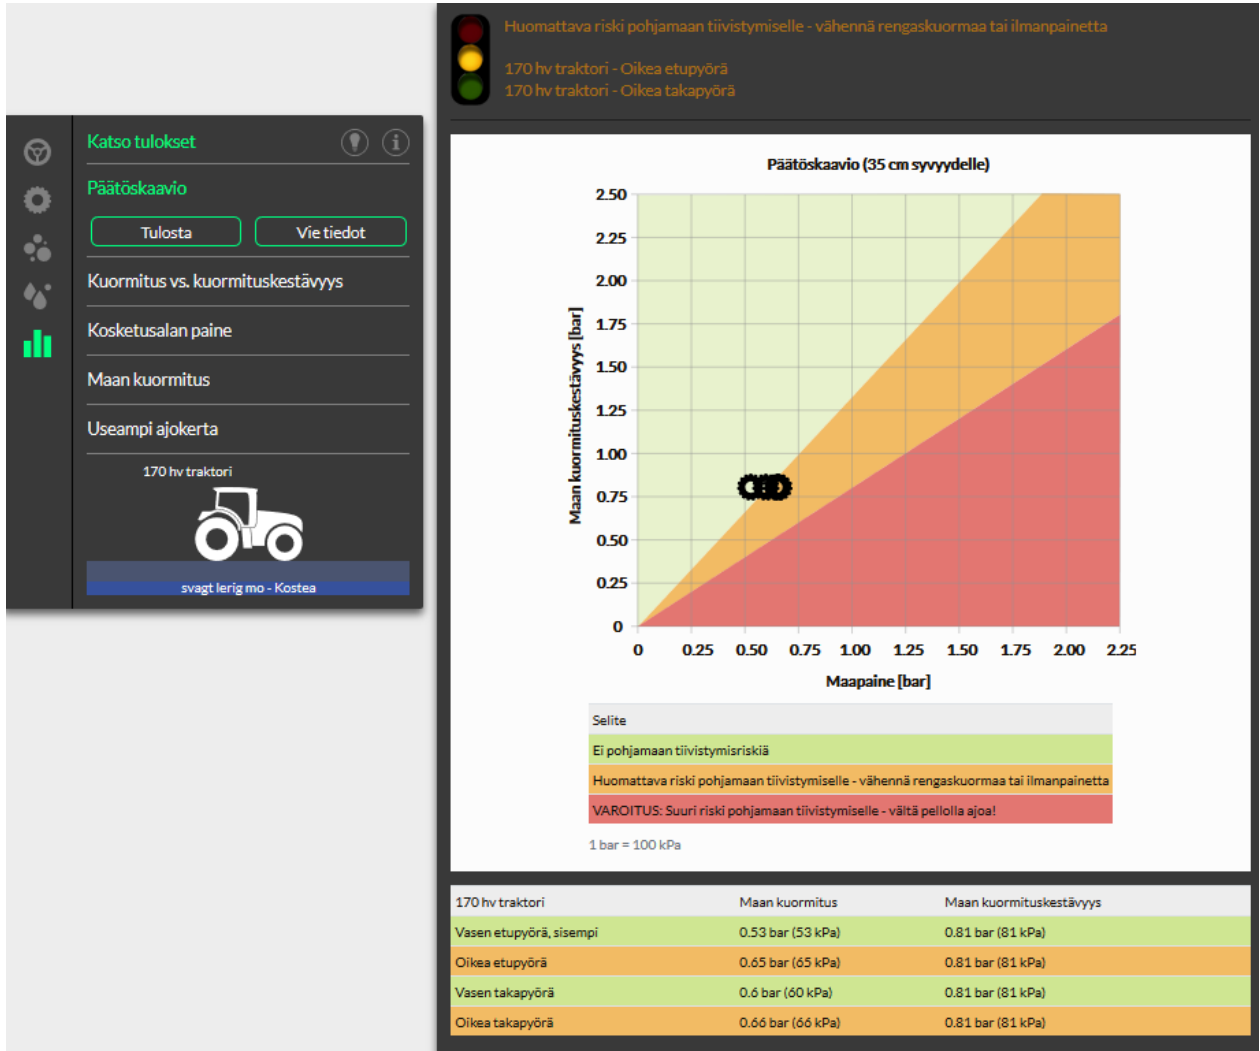 Huomattava riski pohjamaan tiivistymiselle - vähennä rengaskuormaa tai ilmanpainetta
170 hv traktori - Oikea etupyörä
170 hv traktori - Oikea takapyörä
Katso tulokset
Päätöskaavio
Tulosta
Vie tiedot
Kuormitus vs. kuormituskestävyys
Kosketusalan paine
Maan kuormitus
Useampi ajokerta
170 hv traktori
svagt lerig mo - Kostea
Päätöskaavio (35 cm syvyydelle)
Maan kuormituskestävyys [bar]
2.50
2.25
2.00
1.75
1.50
1.25
1.00
0.75
0.50
0.25
0
0 0.25 0.50 0.75 1.00 1.25 1.50 1.75 2.00 2.25
Maapaine [bar]
Selite
Ei pohjamaan tiivistymisriskiä
Huomattava riski pohjamaan tiivistymiselle - vähennä rengaskuormaa tai ilmanpainetta
VAROITUS: Suuri riski pohjamaan tiivistymiselle - vältä pellolla ajoa!
1 bar = 100 kPa
170 hv traktori Maan kuormitus Maan kuormituskestävyys
Vasen etupyörä, sisempi 0.53 bar (53 kPa) 0.81 bar (81 kPa)
Oikea etupyörä 0.65 bar (65 kPa) 0.81 bar (81 kPa)
Vasen takapyörä 0.6 bar (60 kPa) 0.81 bar (81 kPa)
Oikea takapyörä 0.66 bar (66 kPa) 0.81 bar (81 kPa)